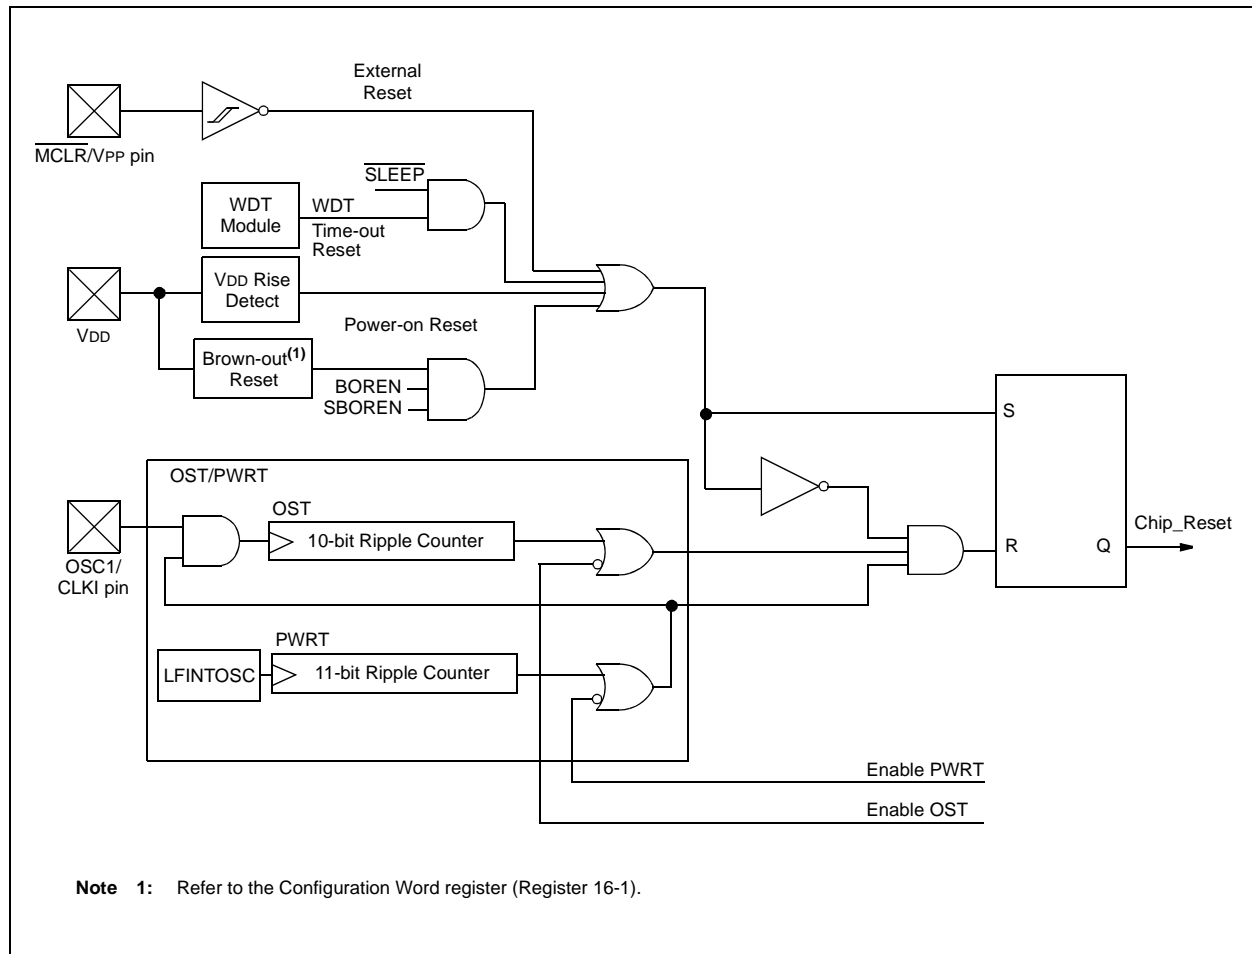 External
Reset
MCLR/VPP pin
SLEEP
WDT
Module
WDT
Time-out
Reset
VDD Rise
Detect
VDD
Power-on Reset
Brown-out(1)
Reset
BOREN
SBOREN
S
OST/PWRT
OST
10-bit Ripple Counter
OSC1/
CLKI pin
Chip_Reset
R
Q
PWRT
LFINTOSC
11-bit Ripple Counter
Enable PWRT
Enable OST
Note 1: Refer to the Configuration Word register (Register 16-1).